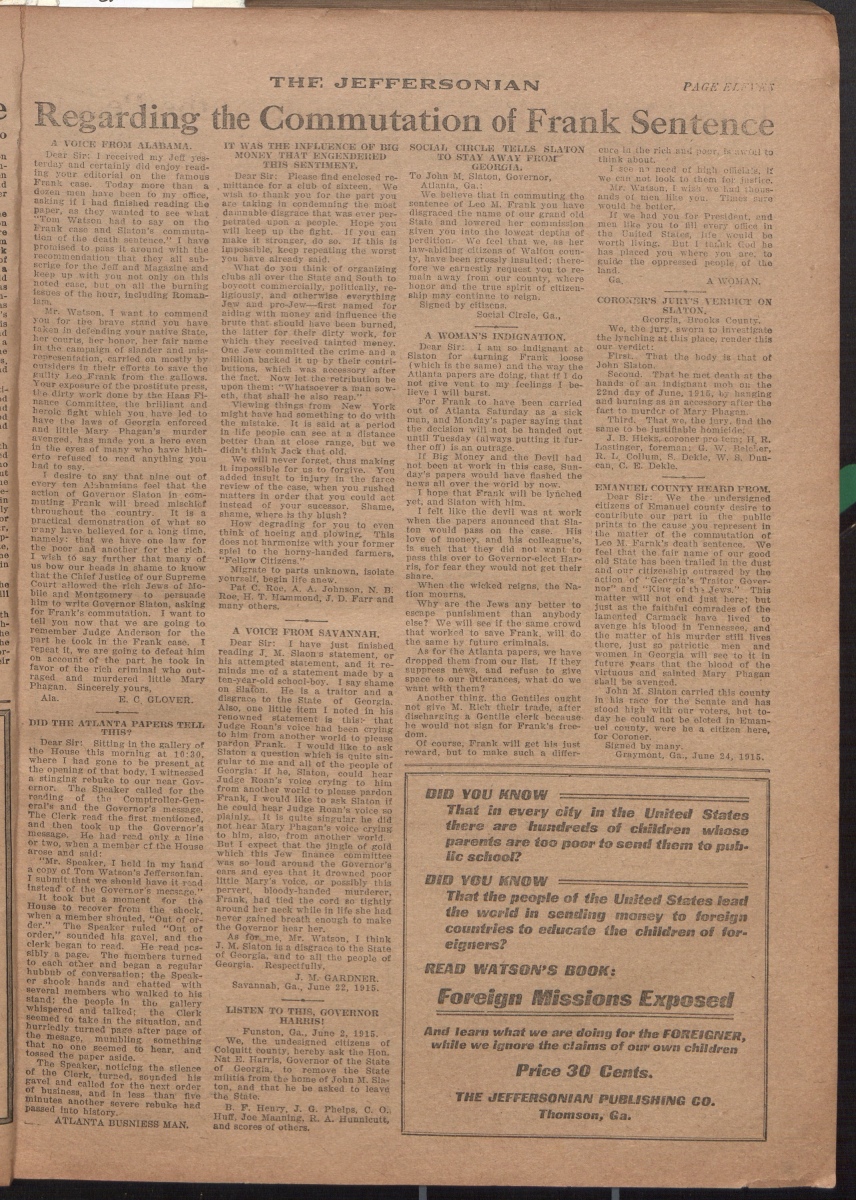 THE JEFFERSONIAN
PAGE ELEVEN
Regarding the Commutation of Frank Sentence
A VOICE FROM ALABAMA.
Dear Sir: I received my Jeff yes-
terday and certainly did enjoy read-
ing your editorial on the famous
Frank case. Today more than a
dozen men have been to my office,
asking if I had finished reading the
paper, as they wanted to see what
"Tom Watson had to say on the
Frank case and Slaton's commuta-
tion of the death sentence." I have
promised to pass it around with the
recommendation that they all sub-
scribe for the Jeff and Magazine and
keep up with you not only on this
noted case, but on all the burning
issues of the hour, including Roman-
ism.
Mr. Watson, I want to commend
you for the brave stand you have
taken in defending your native State,
her courts, her honor, her fair name
in the campaign of slander and mis-
representation, carried on mostly by
outsiders in their efforts to save the
guilty Leo Frank from the gallows.
Your exposure of the prostitute press,
the dirty work done by the Haas Fi-
nance Committee, the brilliant and
heroic fight which you have led to
have the laws of Georgia enforced
and little Mary Phagan's murder
avenged, has made you a hero even
in the eyes of many who have hith-
erto refused to read anything you
had to say.
I desire to say that nine out of
every ten Alabamians feel that the
action of Governor Slaton in com-
muting Frank will breed mischief
throughout the country. It is a
practical demonstration of what so
many have believed for a long time,
namely: that we have one law for
the poor and another for the rich.
I wish to say further that many of
us bow our heads in shame to know
that the Chief Justice of our Supreme
Court allowed the rich Jews of Mo-
bile and Montgomery to persuade
him to write Governor Slaton, asking
for Frank's commutation. I want to
tell you now that we are going to
remember Judge Anderson for the
part he took in the Frank case. I
repeat it, we are going to defeat him
on account of the part he took in
favor of the rich criminal who out-
raged and murdered little Mary
Phagan. Sincerely yours,
Ala. E. C. GLOVER.
DID THE ATLANTA PAPERS TELL
THIS?
Dear Sir: Sitting in the gallery of
the House this morning at 10:30,
where I had gone to be present at
the opening of that body, I witnessed
a stinging rebuke to our near Gov-
ernor. The Speaker called for the
reading of the Comptroller-Gen-
eral's and the Governor's message.
The Clerk read the first mentioned,
and then took up the Governor's
message. He had read only a line
or two, when a member of the House
arose and said:
"Mr. Speaker, I hold in my hand
a copy of Tom Watson's Jeffersonian.
I submit that we should have it read
instead of the Governor's message."
It took but a moment for the
House to recover from the shock,
when a member shouted, "Out of or-
der." The Speaker ruled "Out of
order," sounded his gavel, and the
clerk began to read. He read pos-
sibly a page. The members turned
to each other and began a regular
hubbub of conversation; the Speak-
er shook hands and chatted with
several members who walked to his
stand; the people in the gallery
whispered and talked; the Clerk
seemed to take in the situation, and
hurriedly turned page after page of
the message, mumbling something
that no one seemed to hear, and
tossed the paper aside.
The Speaker, noticing the silence
of the Clerk, turned, sounded his
gavel and called for the next order
of business, and in less than five
minutes another severe rebuke had
passed into history.
ATLANTA BUSNIESS MAN.
IT WAS THE INFLUENCE OF BIG
MONEY THAT ENGENDERED
THIS SENTIMENT.
Dear Sir: Please find enclosed re-
mittance for a club of sixteen. We
wish to thank you for the part you
are taking in condemning the most
damnable disgrace that was ever per-
petrated upon a people. Hope you
will keep up the fight. If you can
make it stronger, do so. If this is
impossible, keep repeating the worst
you have already said.
What do you think of organizing
clubs all over the State and South to
boycott commercially, politically, re-
ligiously, and otherwise everything
Jew and pro-Jew—first named for
aiding with money and influence the
brute that should have been burned,
the latter for their dirty work, for
which they received tainted money.
One Jew committed the crime and a
million backed it up by their contri-
butions, which was accessory after
the fact. Now let the retribution be
upon them: "Whatsoever a man sow-
eth, that shall he also reap."
Viewing things from New York
might have had something to do with
the mistake. It is said at a period
in life people can see at a distance
better than at close range, but we
didn't think Jack that old.
We will never forget, thus making
it impossible for us to forgive. You
added insult to injury in the farce
review of the case, when you rushed
matters in order that you could act
instead of your sucessor. Shame,
shame, where is thy blush?
How degrading for you to even
think of hoeing and plowing. This
does not harmonize with your former
spiel to the horny-handed farmers,
"Fellow Citizens."
Migrate to parts unknown, isolate
yourself, begin life anew.
Pat C. Roe, A. A. Johnson, N. B.
Roe, H. T. Hammond, J. D. Farr and
many others.
A VOICE FROM SAVANNAH.
Dear Sir: I have just finished
reading J. M. Slaton's statement, or
his attempted statement, and it re-
minds me of a statement made by a
ten-year-old school-boy. I say shame
on Slaton. He is a traitor and a
disgrace to the State of Georgia.
Also, one little item I noted in his
renowned statement is this: that
Judge Roan's voice had been crying
to him from another world to please
pardon Frank. I would like to ask
Slaton a question which is quite sin-
gular to me and all of the people of
Georgia: If he, Slaton, could hear
Judge Roan's voice crying to him
from another world to please pardon
Frank, I would like to ask Slaton if
he could hear Judge Roan's voice so
plainly. It is quite singular he did
not hear Mary Phagan's voice crying
to him, also, from another world.
But I expect that the jingle of gold
which this Jew finance committee
was so loud around the Governor's
ears and eyes that it drowned poor
little Mary's voice, or possibly this
pervert, bloody-handed murderer,
Frank, had tied the cord so tightly
around her neck while in life she had
never gained breath enough to make
the Governor hear her.
As for me, Mr. Watson, I think
J. M. Slaton is a disgrace to the State
of Georgia, and to all the people of
Georgia. Respectfully,
J. M. GARDNER.
Savannah, Ga., June 22, 1915.
LISTEN TO THIS, GOVERNOR
HARRIS!
Funston, Ga., June 2, 1915.
We, the undesigned citizens of
Colquitt county, hereby ask the Hon.
Nat E. Harris, Governor of the State
of Georgia, to remove the State
militia from the home of John M. Sla-
ton, and that he be asked to leave
the State.
B. F. Henry, J. G. Phelps, C. O.
Huff, Joe Manning, R. A. Hunnicutt,
and scores of others.
SOCIAL CIRCLE TELLS SLATON
TO STAY AWAY FROM
GEORGIA.
To John M. Slaton, Governor,
Atlanta, Ga.:
We believe that in commuting the
sentence of Leo M. Frank you have
disgraced the name of our grand old
State and lowered her commission
given you into the lowest depths of
perdition. We feel that we, as her
law-abiding citizens of Walton coun-
ty, have been grossly insulted; there-
fore we earnestly request you to re-
main away from our county, where
honor and the true spirit of citizen-
ship may continue to reign.
Signed by citizens.
Social Circle, Ga.,
A WOMAN'S INDIGNATION.
Dear Sir: I am so indignant at
Slaton for turning Frank loose
(which is the same) and the way the
Atlanta papers are doing, that if I do
not give vent to my feelings I be-
lieve I will burst.
For Frank to have been carried
out of Atlanta Saturday as a sick
man, and Monday's paper saying that
the decision will not be handed out
until Tuesday (always putting it fur-
ther off) is an outrage.
If Big Money and the Devil had
not been at work in this case, Sun-
day's papers would have flashed the
news all over the world by now.
I hope that Frank will be lynched
yet, and Slaton with him.
I felt like the devil was at work
when the papers anounced that Sla-
ton would pass on the case. His
love of money, and his colleague's,
is such that they did not want to
pass this over to Governor-elect Har-
ris, for fear they would not get their
share.
When the wicked reigns, the Na-
tion mourns.
Why are the Jews any better to
escape punishment than anybody
else? We will see if the same crowd
that worked to save Frank, will do
the same by future criminals.
As for the Atlanta papers, we have
dropped them from our list. If they
suppress news, and refuse to give
space to our utterances, what do we
want with them?
Another thing, the Gentiles ought
not give M. Rich their trade, after
discharging a Gentile clerk because
he would not sign for Frank's free-
dom.
Of course, Frank will get his just
reward, but to make such a differ-
ence in the rich and poor, is awful to
think about.
I see no need of high officials, if
we can not look to them for justice.
Mr. Watson, I wish we had thous-
ands of men like you. Times sure
would be better.
If we had you for President, and
men like you to fill every office in
the United States, life would be
worth living. But I think God he
has placed you where you are, to
guide the oppressed people of the
land.
Ga. A WOMAN.
CORONER'S JURY'S VERDICT ON
SLATON.
Georgia, Brooks County.
We, the jury, sworn to investigate
the lynching at this place, render this
our verdict:
First. That the body is that of
John Slaton.
Second. That he met death at the
hands of an indignant mob on the
22nd day of June, 1915, by hanging
and burning as an accessory after the
fact to murder of Mary Phagan.
Third. That we, the jury, find the
same to be justifiable homicide;
J. B. Hicks, coroner pro tem; H. R.
foreman; G. W.
R. L. Collum, S. Dekle, W. S. Dun-
can, C. E. Dekle.
EMANUEL COUNTY HEARD FROM.
Dear Sir: We the undersigned
citizens of Emanuel county desire to
contribute our part in the public
prints to the cause you represent in
the matter of the commutation of
Leo M. Farnk's death sentence. We
feel that the fair name of our good
old State has been trailed in the dust
and our citizenship outraged by the
action of "Georgia's Traitor Gover-
nor" and "King of the Jews." This
matter will not end just here; but
just as the faithful comrades of the
lamented Carmack have lived to
avenge his blood in Tennessee, and
the matter of his murder still lives
there, just so patriotic men and
women in Georgia will see to it in
future years that the blood of the
virtuous and sainted Mary Phagan
shall be avenged.
John M. Slaton carried this county
in his race for the Senate and has
stood high with our voters, but to-
day he could not be elcted in Eman-
uel county, were he a citizen here,
for Coroner.
Signed by many.
Graymont, Ga., June 24, 1915.
DID YOU KNOW
That in every city in the United States
there are hundreds of children whose
parents are too poor to send them to pub-
lic school?
DID YOU KNOW
That the people of the United States lead
the world in sending money to foreign
countries to educate the children of for-
eigners?
READ WATSON'S BOOK:
Foreign Missions Exposed
And learn what we are doing for the FOREIGNER,
while we ignore the claims of our own children
Price 30 Cents.
THE JEFFERSONIAN PUBLISHING CO.
Thomson, Ga.